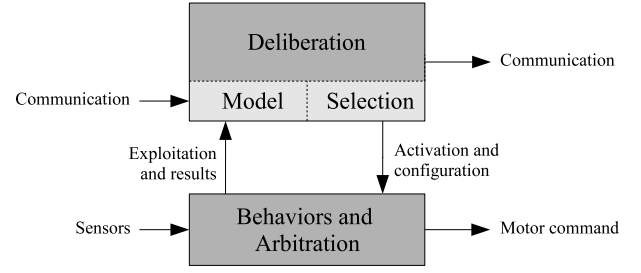 Deliberation
Communication
Communication
Model
Selection
Exploitation
and results
Activation and
configuration
Sensors
Behaviors and
Arbitration
Motor command